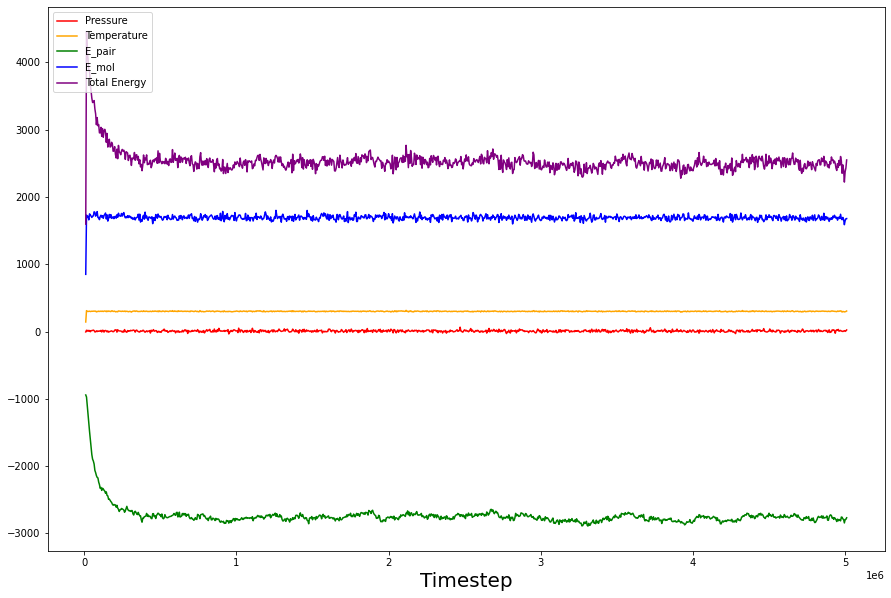 Pressure
Temperature
E_pair
E_mol
Total Energy
4000
3000
2000
1000
0
−1000
−2000
−3000
0 1 2 3 4 5
1e6
Timestep